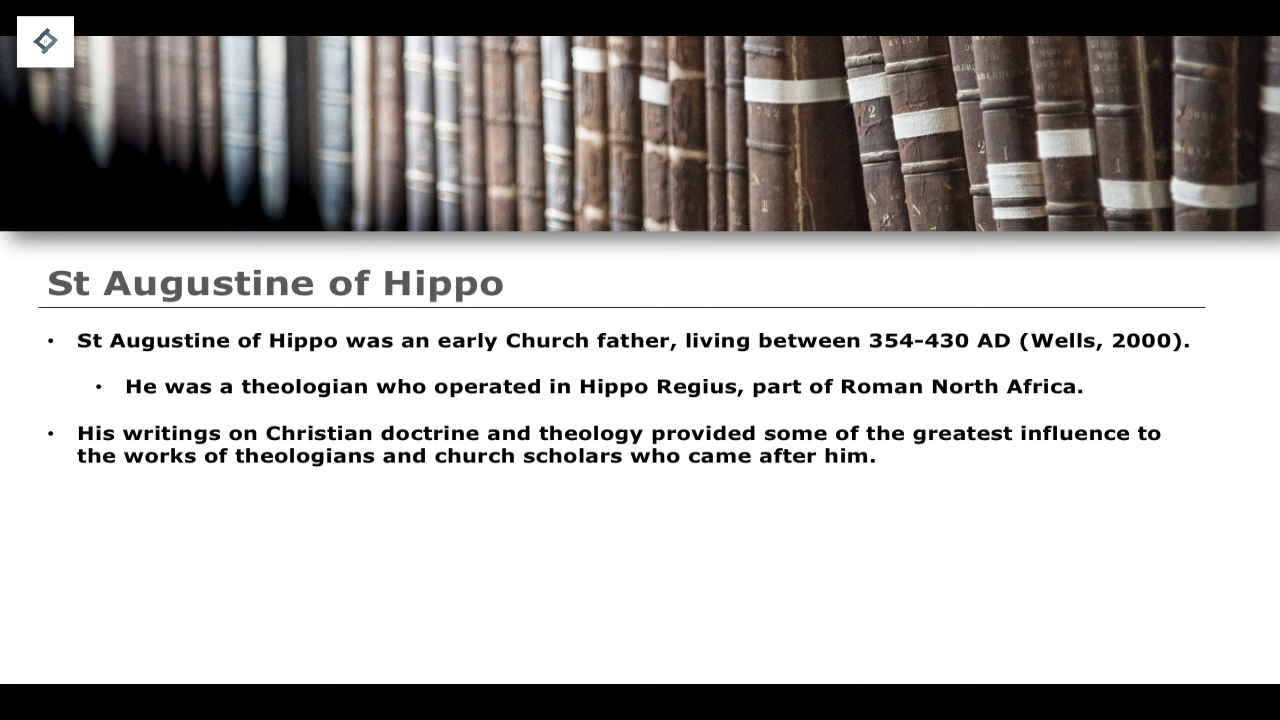 St Augustine of Hippo
• St Augustine of Hippo was an early Church father, living between 354-430 AD (Wells, 2000).
• He was a theologian who operated in Hippo Regius, part of Roman North Africa.
• His writings on Christian doctrine and theology provided some of the greatest influence to
the works of theologians and church scholars who came after him.